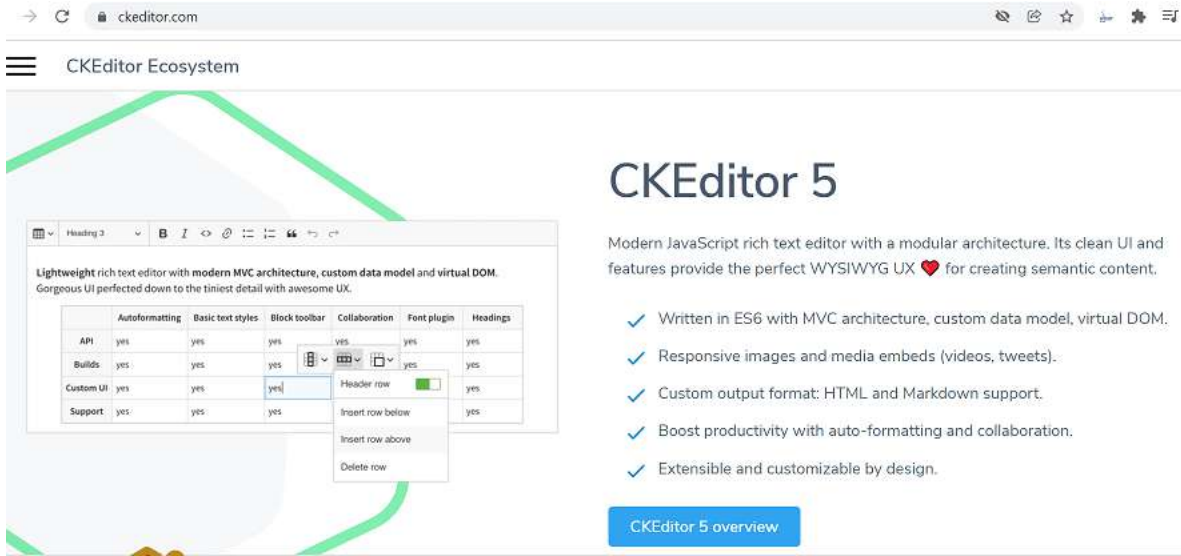 ckeditor.com
CKEditor Ecosystem
CKEditor 5
Modern JavaScript rich text editor with a modular architecture. Its clean UI and
features provide the perfect WYSIWYG UX ❤️ for creating semantic content.
Written in ES6 with MVC architecture, custom data model, virtual DOM.
Responsive images and media embeds (videos, tweets).
Custom output format: HTML and Markdown support.
Boost productivity with auto-formatting and collaboration.
Extensible and customizable by design.
CKEditor 5 overview
Heading 3 B I
Lightweight rich text editor with modern MVC architecture, custom data model and virtual DOM.
Gorgeous UI perfected down to the tiniest detail with awesome UX.
Autoformatting Basic text styles Block toolbar Collaboration Font plugin Headings
API yes yes yes yes yes yes
Builds yes yes yes yes yes
Custom UI yes yes yes yes
Support yes yes yes yes
Header row
Insert row below
Insert row above
Delete row